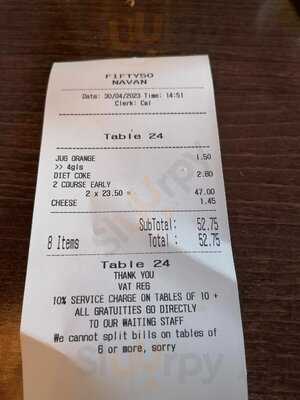 FIFTY50
NAVAN
Date: 30/04/2023 Time: 14:51
Clerk: Cal
Table 24
JUG ORANGE 1.50
>> 4gls
DIET COKE 2.80
2 COURSE EARLY
2 x 23.50 = 47.00
CHEESE 1.45
SubTotal: 52.75
8 Items Total : 52.75
Table 24
THANK YOU
VAT REG
10% SERVICE CHARGE ON TABLES OF 10 +
ALL GRATUITIES GO DIRECTLY
TO OUR WAITING STAFF
We cannot split bills on tables of
6 or more, sorry